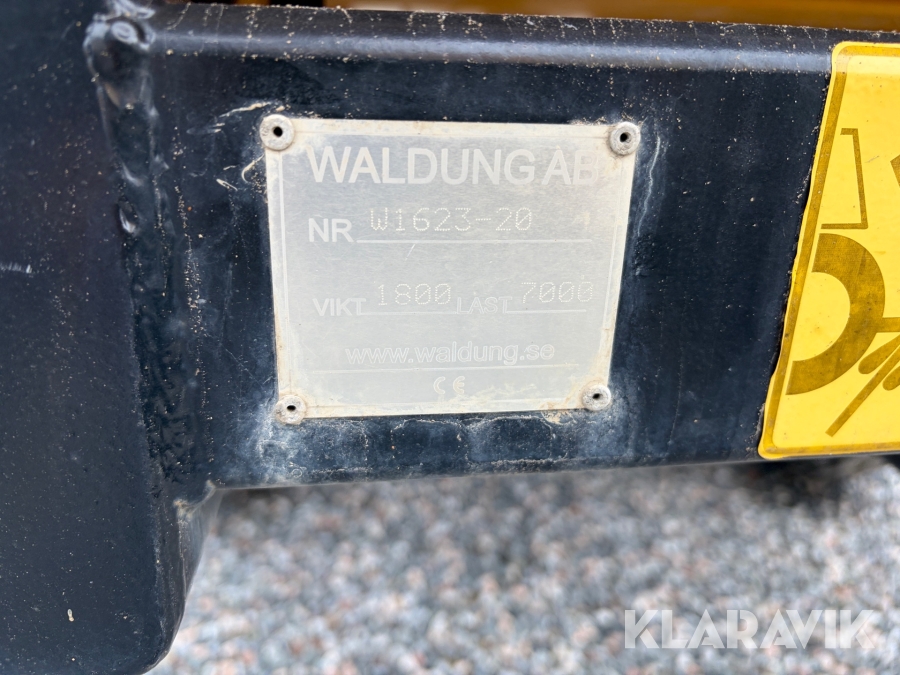 WALDUNG AB
NR W1623-20
VIKT 1800 LAST 7000
www.waldung.se
CE
KLARAVIK